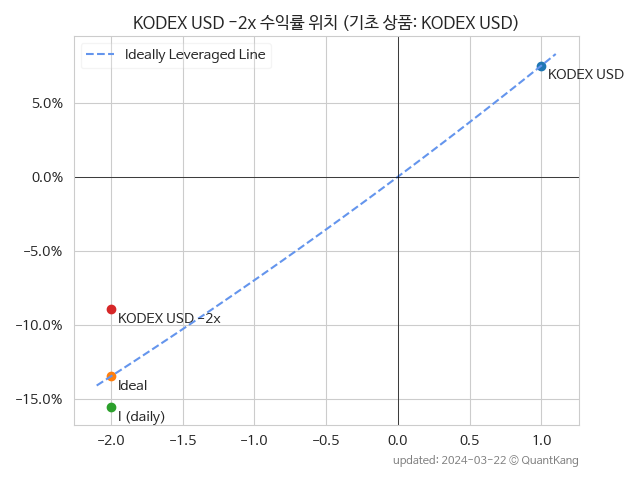 KODEX USD -2x 수익률 위치 (기초 상품: KODEX USD)
Ideally Leveraged Line
KODEX USD
5.0%
0.0%
-5.0%
-10.0%
-15.0%
KODEX USD -2x
Ideal
I (daily)
-2.0 -1.5 -1.0 -0.5 0.0 0.5 1.0
updated: 2024-03-22 © QuantKang